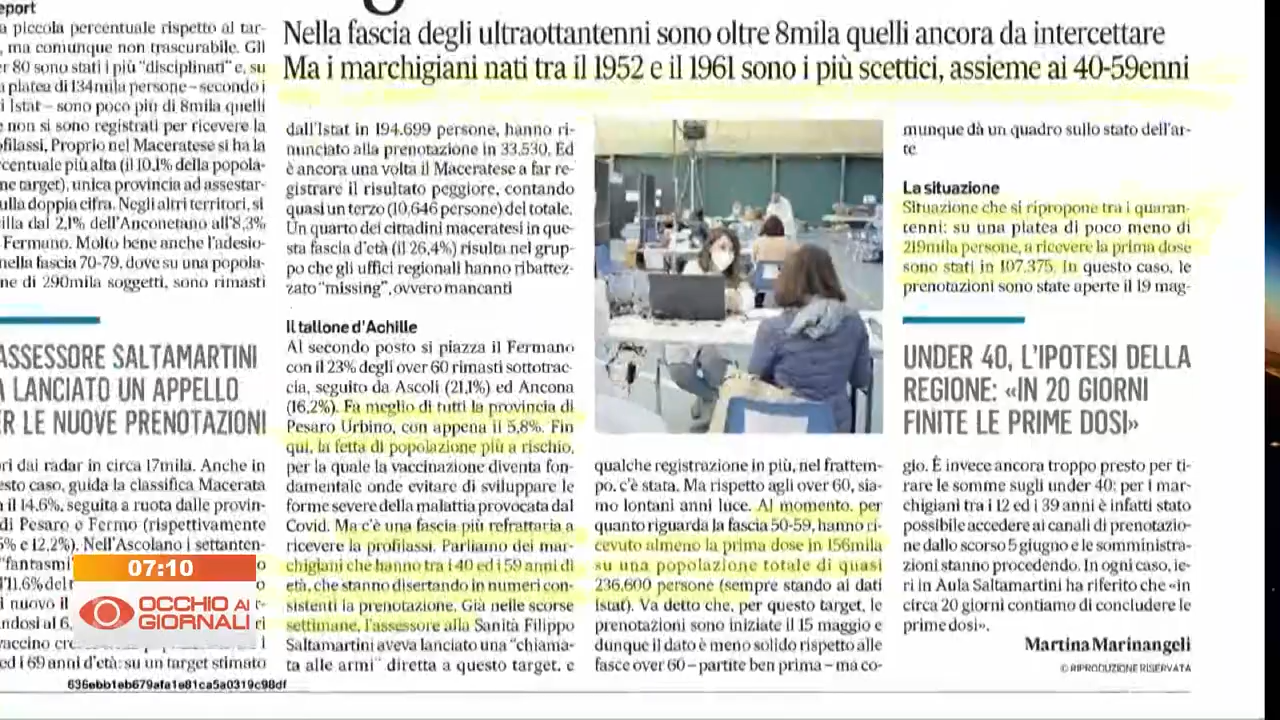 eport
Nella fascia degli ultraottantenni sono oltre 8mila quelli ancora da intercettare
Ma i marchigiani nati tra il 1952 e il 1961 sono i più scettici, assieme ai 40-59enni
a piccola percentuale rispetto al tar-
, ma comunque non trascurabile. Gli
er 80 sono stati i più "disciplinati" e, su
a platea di 134mila persone – secondo i
i Istat – sono poco più di 8mila quelli
e non si sono registrati per ricevere la
ofilassi. Proprio nel Maceratese si ha la
rcentuale più alta (il 10,1% della popola-
ne target), unica provincia ad assestar-
ulla doppia cifra. Negli altri territori, si
illa dal 2,1% dell'Anconetano all'8,3%
Fermano. Molto bene anche l'adesio-
nella fascia 70-79, dove su una popola-
ne di 290mila soggetti, sono rimasti
ASSESSORE SALTAMARTINI
A LANCIATO UN APPELLO
ER LE NUOVE PRENOTAZIONI
ori dai radar in circa 17mila. Anche in
esto caso, guida la classifica Macerata
n il 14,6%, seguita a ruota dalle provin-
di Pesaro e Fermo (rispettivamente
5% e 12,2%). Nell'Ascolano i settanten-
"fantasmi
l'11,6% del
i nuovo il
ndosi al 6,
vaccino
ed i 69 anni d'età: su un target stimato
dall'Istat in 194.699 persone, hanno ri-
nunciato alla prenotazione in 33.530. Ed
è ancora una volta il Maceratese a far re-
gistrare il risultato peggiore, contando
quasi un terzo (10,646 persone) del totale.
Un quarto dei cittadini maceratesi in que-
sta fascia d'età (il 26,4%) risulta nel grup-
po che gli uffici regionali hanno ribattez-
zato "missing", ovvero mancanti
Il tallone d'Achille
Al secondo posto si piazza il Fermano
con il 23% degli over 60 rimasti sottotrac-
cia, seguito da Ascoli (21,1%) ed Ancona
(16,2%). Fa meglio di tutti la provincia di
Pesaro Urbino, con appena il 5,8%. Fin
qui, la fetta di popolazione più a rischio,
per la quale la vaccinazione diventa fon-
damentale onde evitare di sviluppare le
forme severe della malattia provocata dal
Covid. Ma c'è una fascia più refrattaria a
ricevere la profilassi. Parliamo dei mar-
chigiani che hanno tra i 40 ed i 59 anni di
età, che stanno disertando in numeri con-
sistenti la prenotazione. Già nelle scorse
settimane, l'assessore alla Sanità Filippo
Saltamartini aveva lanciato una "chiama-
ta alle armi" diretta a questo target, e
qualche registrazione in più, nel frattem-
po, c'è stata. Ma rispetto agli over 60, sia-
mo lontani anni luce. Al momento, per
quanto riguarda la fascia 50-59, hanno ri-
cevuto almeno la prima dose in 156mila
su una popolazione totale di quasi
236.600 persone (sempre stando ai dati
Istat). Va detto che, per questo target, le
prenotazioni sono iniziate il 15 maggio e
dunque il dato è meno solido rispetto alle
fasce over 60 – partite ben prima – ma co-
munque dà un quadro sullo stato dell'ar-
te.
La situazione
Situazione che si ripropone tra i quaran-
tenni: su una platea di poco meno di
219mila persone, a ricevere la prima dose
sono stati in 107.375. In questo caso, le
prenotazioni sono state aperte il 19 mag-
UNDER 40, L'IPOTESI DELLA
REGIONE: «IN 20 GIORNI
FINITE LE PRIME DOSI»
gio. È invece ancora troppo presto per ti-
rare le somme sugli under 40: per i mar-
chigiani tra i 12 ed i 39 anni è infatti stato
possibile accedere ai canali di prenotazio-
ne dallo scorso 5 giugno e le somministra-
zioni stanno procedendo. In ogni caso, ie-
ri in Aula Saltamartini ha riferito che «in
circa 20 giorni contiamo di concludere le
prime dosi».
Martina Marinangeli
© RIPRODUZIONE RISERVATA
07:10
OCCHIO AI
GIORNALI
636ebb1eb679afa1e81ca5a0319c98df